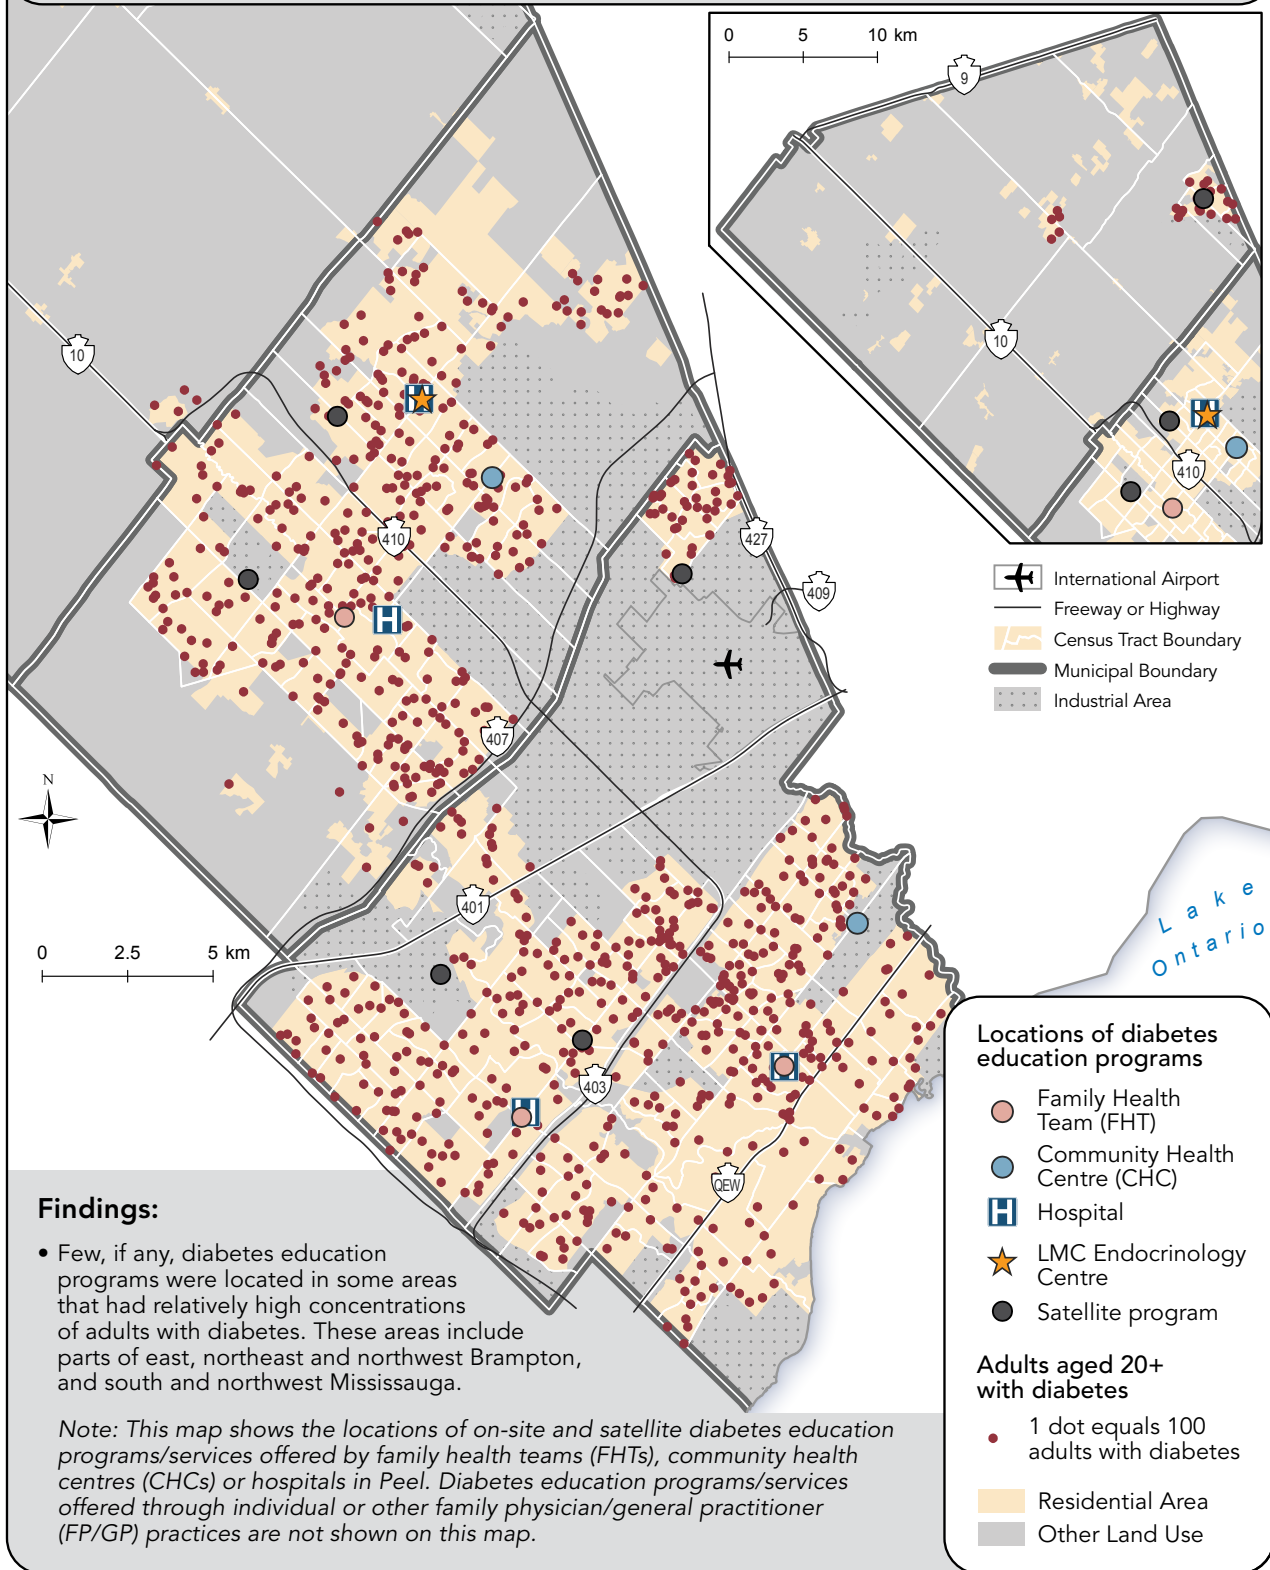 0 5 10 km
9
10
410
10
410
427
409
407
401
403
QEW
N
0 2.5 5 km
International Airport
Freeway or Highway
Census Tract Boundary
Municipal Boundary
Industrial Area
Lake
Ontario
Locations of diabetes
education programs
Family Health
Team (FHT)
Community Health
Centre (CHC)
H Hospital
LMC Endocrinology
Centre
Satellite program
Adults aged 20+
with diabetes
1 dot equals 100
adults with diabetes
Residential Area
Other Land Use
H
H
H
H
H
Findings:
• Few, if any, diabetes education
programs were located in some areas
that had relatively high concentrations
of adults with diabetes. These areas include
parts of east, northeast and northwest Brampton,
and south and northwest Mississauga.
Note: This map shows the locations of on-site and satellite diabetes education
programs/services offered by family health teams (FHTs), community health
centres (CHCs) or hospitals in Peel. Diabetes education programs/services
offered through individual or other family physician/general practitioner
(FP/GP) practices are not shown on this map.